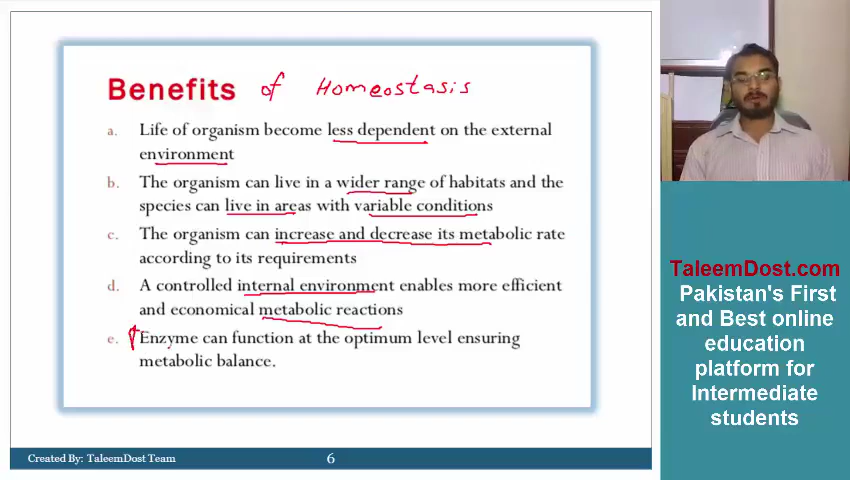 Benefits of Homeostasis
a. Life of organism become less dependent on the external
environment
b. The organism can live in a wider range of habitats and the
species can live in areas with variable conditions
c. The organism can increase and decrease its metabolic rate
according to its requirements
d. A controlled internal environment enables more efficient
and economical metabolic reactions
e. Enzyme can function at the optimum level ensuring
metabolic balance.
Created By: TaleemDost Team 6
TaleemDost.com
Pakistan's First
and Best online
education
platform for
Intermediate
students